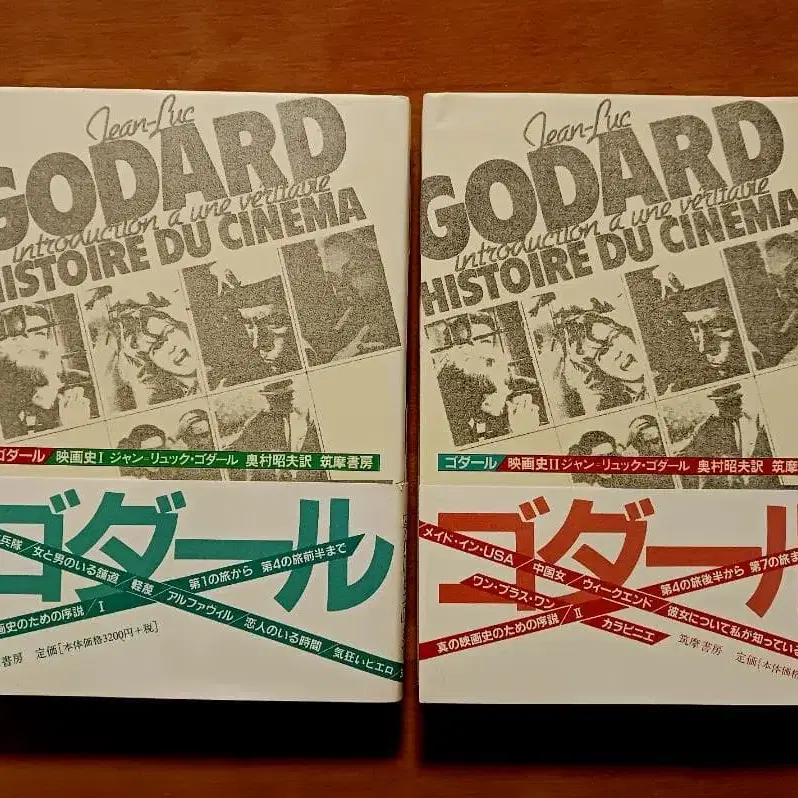 Jean-Luc
GODARD
introduction a une véritable
HISTOIRE DU CINEMA
ゴダール／映画史Ⅰ ジャン=リュック・ゴダール 奥村昭夫訳 筑摩書房
ゴダール
兵隊／女と男のいる舗道／軽蔑／アルファヴィル／恋人のいる時間／気狂いピエロ
第1の旅から 第4の旅前半まで
画史のための序説／Ⅰ
書房 定価[本体価格3200円+税]
Jean-Luc
GODARD
introduction a une véritable
HISTOIRE DU CINEMA
ゴダール／映画史Ⅱ ジャン=リュック・ゴダール 奥村昭夫訳 筑摩
ゴダール
メイド・イン・USA／中国女／ウィークエンド／彼女について私が知っている
ワン・プラス・ワン
第4の旅後半から 第7の旅ま
真の映画史のための序説／Ⅱ
カラビニエ
筑摩書房 定価[本体価格